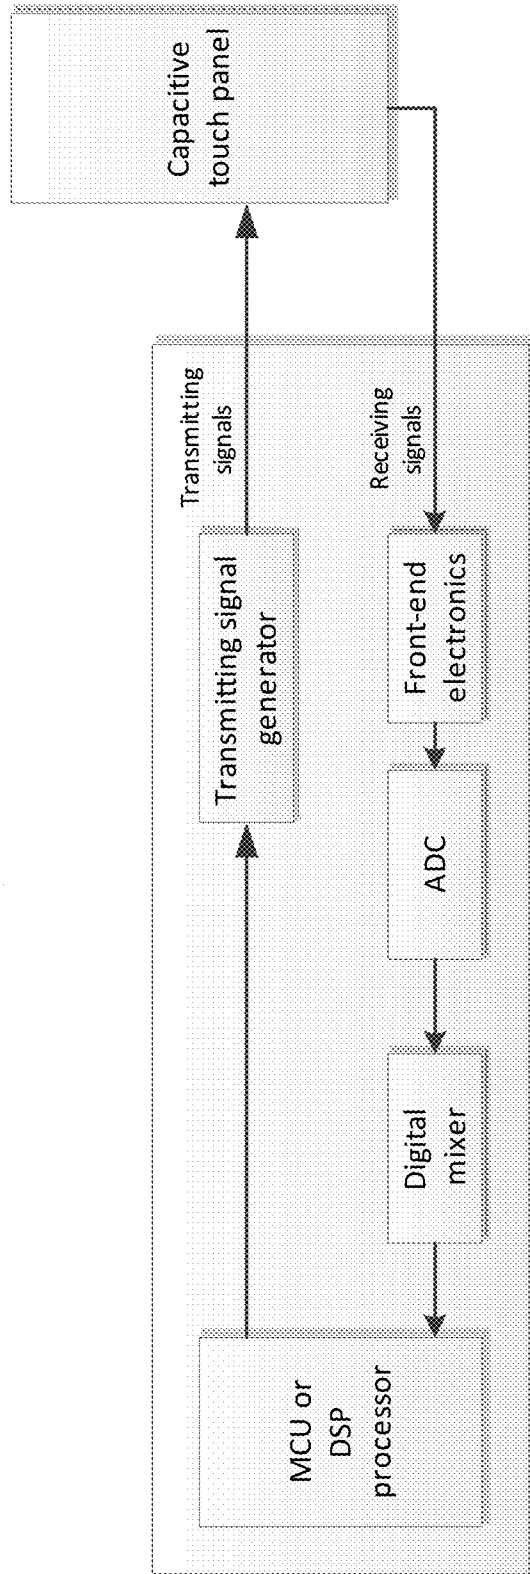 Capacitive
touch panel
Transmitting
signals
Receiving
signals
Transmitting signal
generator
Front-end
electronics
ADC
Digital
mixer
MCU or
DSP
processor